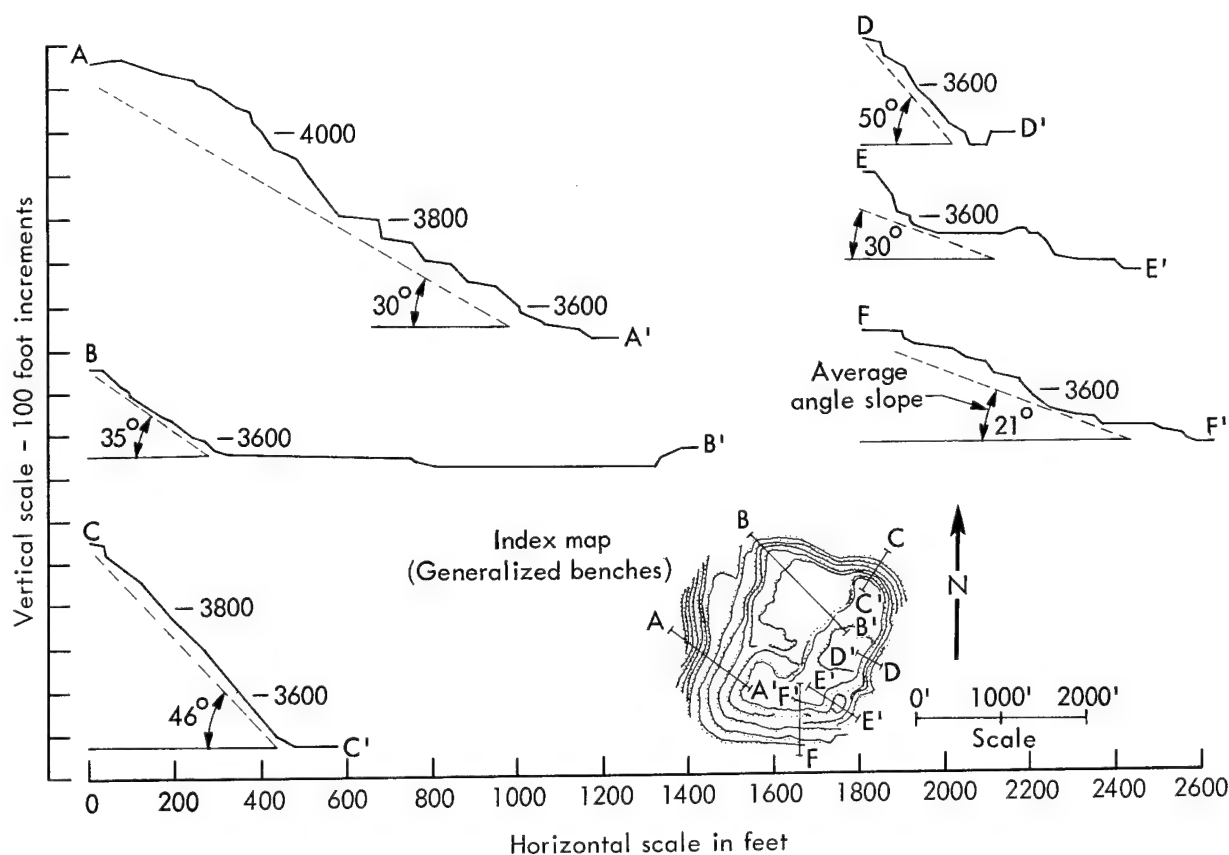 A
–4000
–3800
30°
–3600
A'
B
35°
–3600
B'
C
–3800
–3600
46°
C'
D
–3600
50°
D'
E
–3600
30°
E'
F
Average
angle slope
–3600
21°
F'
Index map
(Generalized benches)
B
C
C'
A
B'
D'
D
A'
F'
E'
E'
F
N
0' 1000' 2000'
Scale
Vertical scale – 100 foot increments
0 200 400 600 800 1000 1200 1400 1600 1800 2000 2200 2400 2600
Horizontal scale in feet